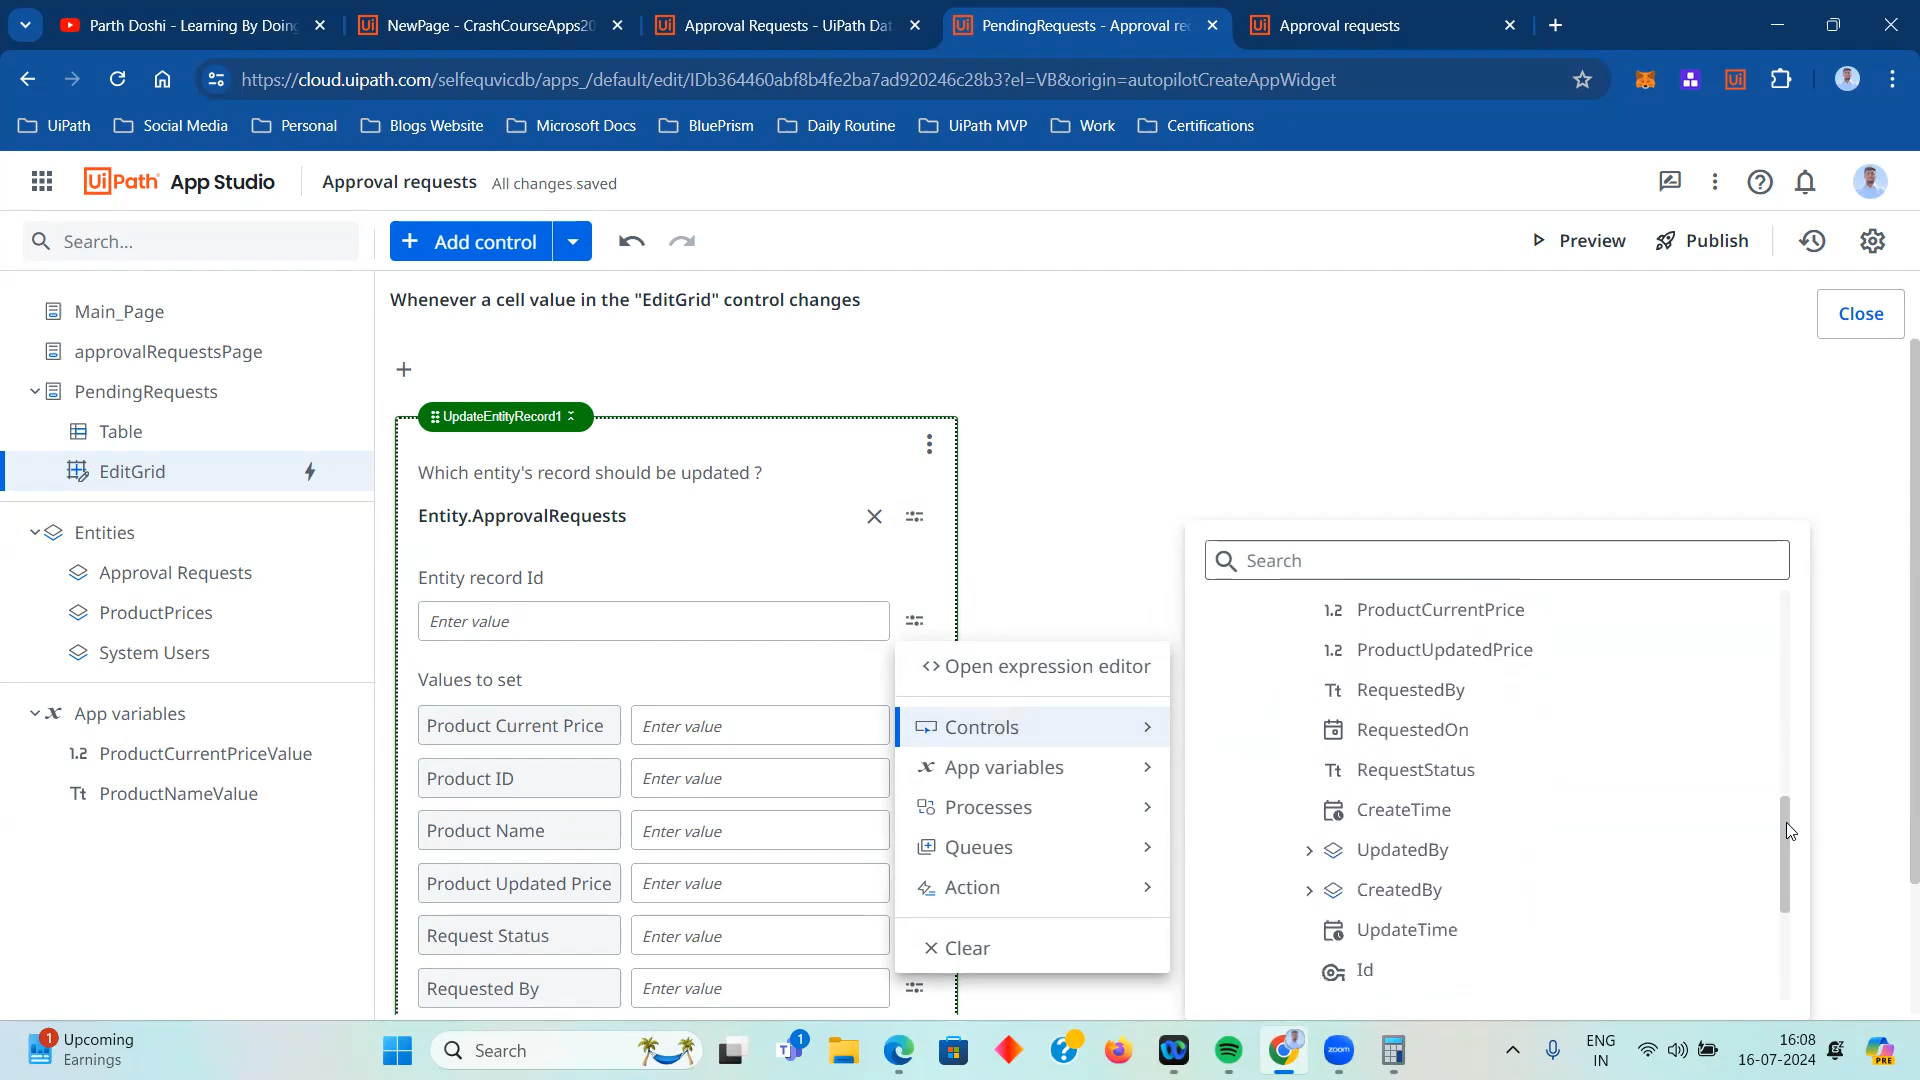 Parth Doshi - Learning By Doing
NewPage - CrashCourseApps20
Approval Requests - UiPath Dat
PendingRequests - Approval re
Approval requests
https://cloud.uipath.com/selfequvicdb/apps_/default/edit/IDb364460abf8b4fe2ba7ad920246c28b3?el=VB&origin=autopilotCreateAppWidget
UiPath
Social Media
Personal
Blogs Website
Microsoft Docs
BluePrism
Daily Routine
UiPath MVP
Work
Certifications
UiPath App Studio
Approval requests
All changes saved
Search...
Add control
Preview
Publish
Main_Page
approvalRequestsPage
PendingRequests
Table
EditGrid
Entities
Approval Requests
ProductPrices
System Users
App variables
1.2 ProductCurrentPriceValue
Tt ProductNameValue
Whenever a cell value in the "EditGrid" control changes
Close
UpdateEntityRecord1
Which entity's record should be updated ?
Entity.ApprovalRequests
Entity record Id
Enter value
Values to set
Product Current Price
Enter value
Product ID
Enter value
Product Name
Enter value
Product Updated Price
Enter value
Request Status
Enter value
Requested By
Enter value
<> Open expression editor
Controls
App variables
Processes
Queues
Action
Clear
Search
1.2 ProductCurrentPrice
1.2 ProductUpdatedPrice
Tt RequestedBy
RequestedOn
Tt RequestStatus
CreateTime
UpdatedBy
CreatedBy
UpdateTime
Id
1
Upcoming
Earnings
Search
1
zoom
ENG
IN
16:08
16-07-2024
PRE